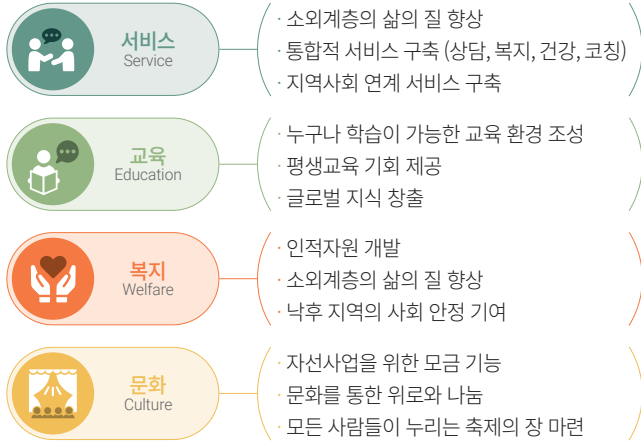 서비스
Service
· 소외계층의 삶의 질 향상
· 통합적 서비스 구축 (상담, 복지, 건강, 코칭)
· 지역사회 연계 서비스 구축
교육
Education
· 누구나 학습이 가능한 교육 환경 조성
· 평생교육 기회 제공
· 글로벌 지식 창출
복지
Welfare
· 인적자원 개발
· 소외계층의 삶의 질 향상
· 낙후 지역의 사회 안정 기여
문화
Culture
· 자선사업을 위한 모금 기능
· 문화를 통한 위로와 나눔
· 모든 사람들이 누리는 축제의 장 마련